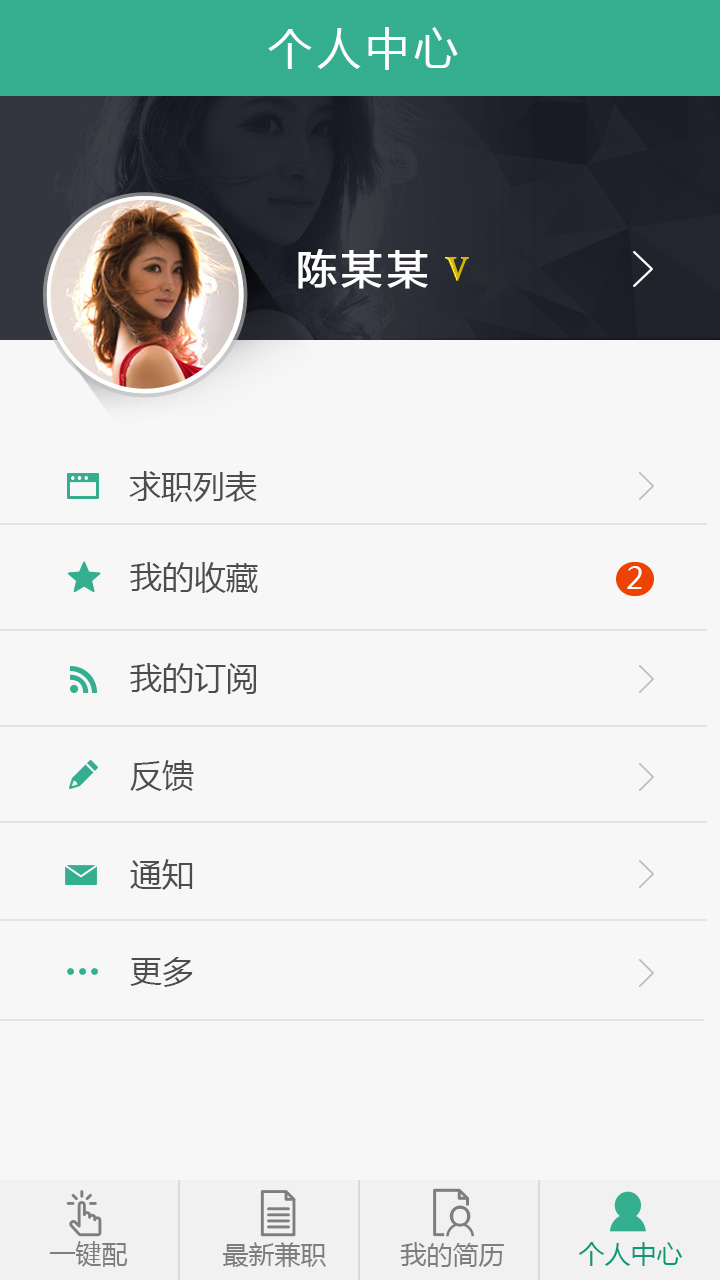 个人中心
陈某某 V
求职列表
我的收藏 2
我的订阅
反馈
通知
更多
一键配 最新兼职 我的简历 个人中心